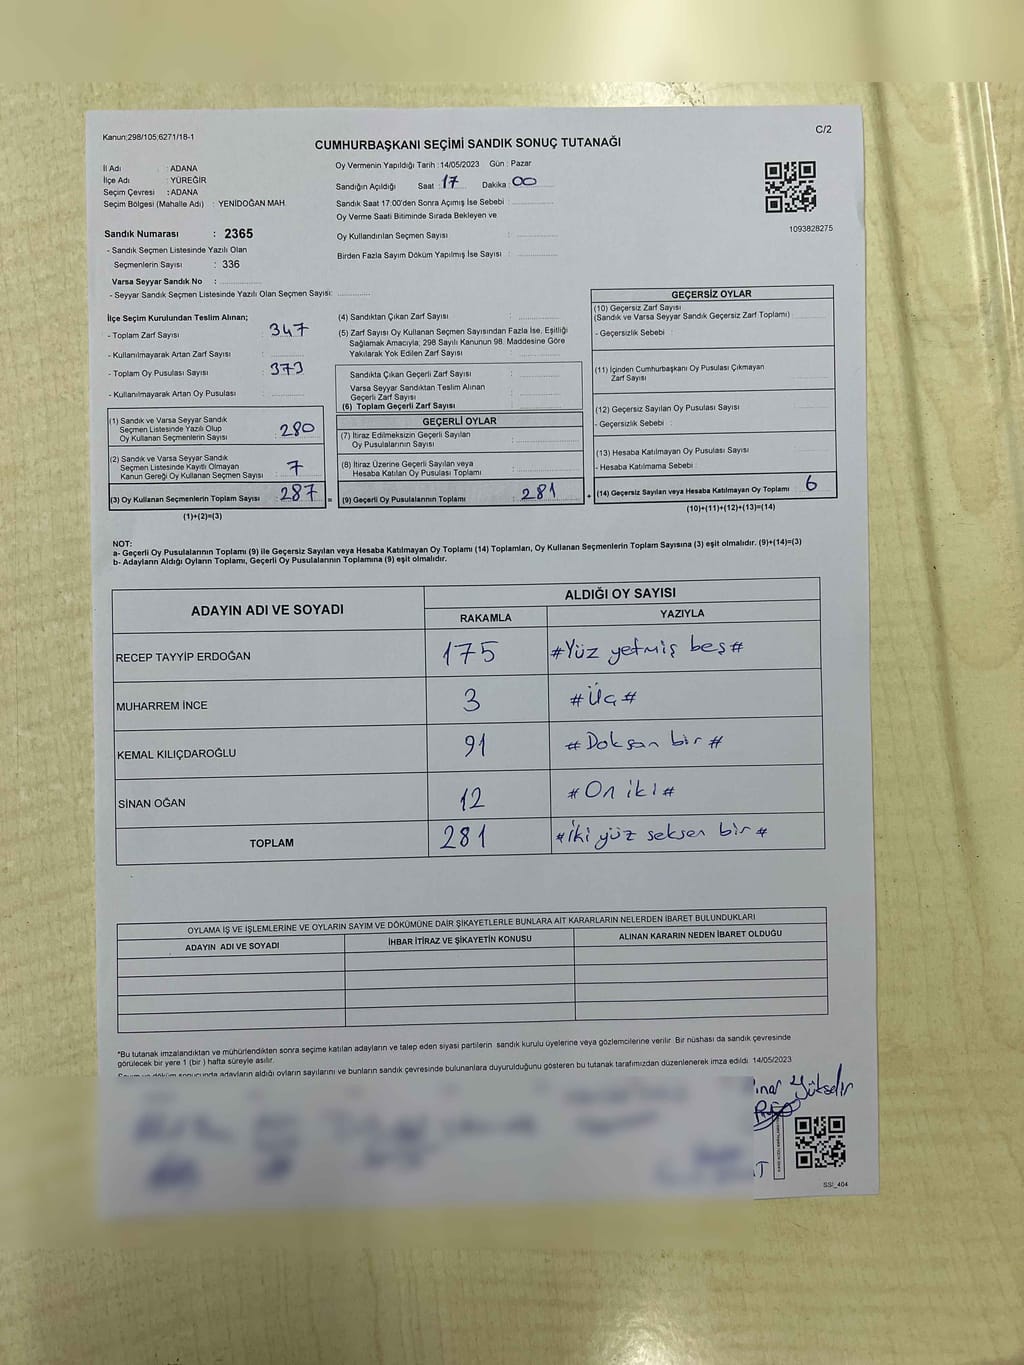 Kanun;298/105;6271/18-1
C/2
CUMHURBAŞKANI SEÇİMİ SANDIK SONUÇ TUTANAĞI
İl Adı : ADANA
İlçe Adı : YÜREĞİR
Seçim Çevresi : ADANA
Seçim Bölgesi (Mahalle Adı) : YENİDOĞAN MAH
Sandık Numarası : 2365
- Sandık Seçmen Listesinde Yazılı Olan
Seçmenlerin Sayısı : 336
Varsa Seyyar Sandık No :
- Seyyar Sandık Seçmen Listesinde Yazılı Olan Seçmen Sayısı:
Oy Vermenin Yapıldığı Tarih :14/05/2023 Gün : Pazar
Sandığın Açıldığı Saat : 17 Dakika : 00
Sandık Saat 17:00'den Sonra Açımış İse Sebebi :
Oy Verme Saati Bitiminde Sırada Bekleyen ve
Oy Kullandırılan Seçmen Sayısı :
Birden Fazla Sayım Döküm Yapılmış İse Sayısı :
1093828275
İlçe Seçim Kurulundan Teslim Alınan;
- Toplam Zarf Sayısı : 347
- Kullanılmayarak Artan Zarf Sayısı :
- Toplam Oy Pusulası Sayısı : 373
- Kullanılmayarak Artan Oy Pusulası :
(1) Sandık ve Varsa Seyyar Sandık
Seçmen Listesinde Yazılı Olup
Oy Kullanan Seçmenlerin Sayısı : 280
(2) Sandık ve Varsa Seyyar Sandık
Seçmen Listesinde Kayıtlı Olmayan
Kanun Gereği Oy Kullanan Seçmen Sayısı : 7
(3) Oy Kullanan Seçmenlerin Toplam Sayısı : 287 =
(1)+(2)=(3)
(4) Sandıktan Çıkan Zarf Sayısı :
(5) Zarf Sayısı Oy Kullanan Seçmen Sayısından Fazla İse, Eşitliği
Sağlamak Amacıyla; 298 Sayılı Kanunun 98. Maddesine Göre
Yakılarak Yok Edilen Zarf Sayısı :
Sandıkta Çıkan Geçerli Zarf Sayısı :
Varsa Seyyar Sandıktan Teslim Alınan
Geçerli Zarf Sayısı :
(6) Toplam Geçerli Zarf Sayısı :
GEÇERLİ OYLAR
(7) İtiraz Edilmeksizin Geçerli Sayılan
Oy Pusulalarının Sayısı :
(8) İtiraz Üzerine Geçerli Sayılan veya
Hesaba Katılan Oy Pusulası Toplamı :
(9) Geçerli Oy Pusulalarının Toplamı : 281 +
GEÇERSİZ OYLAR
(10) Geçersiz Zarf Sayısı
(Sandık ve Varsa Seyyar Sandık Geçersiz Zarf Toplamı) :
- Geçersizlik Sebebi :
(11) İçinden Cumhurbaşkanı Oy Pusulası Çıkmayan
Zarf Sayısı
(12) Geçersiz Sayılan Oy Pusulası Sayısı
- Geçersizlik Sebebi :
(13) Hesaba Katılmayan Oy Pusulası Sayısı
- Hesaba Katılmama Sebebi :
(14) Geçersiz Sayılan veya Hesaba Katılmayan Oy Toplamı : 6
(10)+(11)+(12)+(13)=(14)
NOT:
a- Geçerli Oy Pusulalarının Toplamı (9) ile Geçersiz Sayılan veya Hesaba Katılmayan Oy Toplamı (14) Toplamları, Oy Kullanan Seçmenlerin Toplam Sayısına (3) eşit olmalıdır. (9)+(14)=(3)
b- Adayların Aldığı Oyların Toplamı, Geçerli Oy Pusulalarının Toplamına (9) eşit olmalıdır.
ADAYIN ADI VE SOYADI
ALDIĞI OY SAYISI
RAKAMLA YAZIYLA
RECEP TAYYİP ERDOĞAN 175 #Yüz yetmiş beş#
MUHARREM İNCE 3 #Üç#
KEMAL KILIÇDAROĞLU 91 #Doksan bir#
SİNAN OĞAN 12 #On iki#
TOPLAM 281 #İki yüz seksen bir#
OYLAMA İŞ VE İŞLEMLERİNE VE OYLARIN SAYIM VE DÖKÜMÜNE DAİR ŞİKAYETLERLE BUNLARA AİT KARARLARIN NELERDEN İBARET BULUNDUKLARI
ADAYIN ADI VE SOYADI İHBAR İTİRAZ VE ŞİKAYETİN KONUSU ALINAN KARARIN NEDEN İBARET OLDUĞU
*Bu tutanak imzalandıktan ve mühürlendikten sonra seçime katılan adayların ve talep eden siyasi partilerin sandık kurulu üyelerine veya gözlemcilerine verilir. Bir nüshası da sandık çevresinde
görülecek bir yere 1 (bir ) hafta süreyle asılır.
sonucunda adayların aldığı oyların sayılarını ve bunların sandık çevresinde bulunanlara duyurulduğunu gösteren bu tutanak tarafımızdan düzenlenerek imza edildi. 14/05/2023
SSI_404